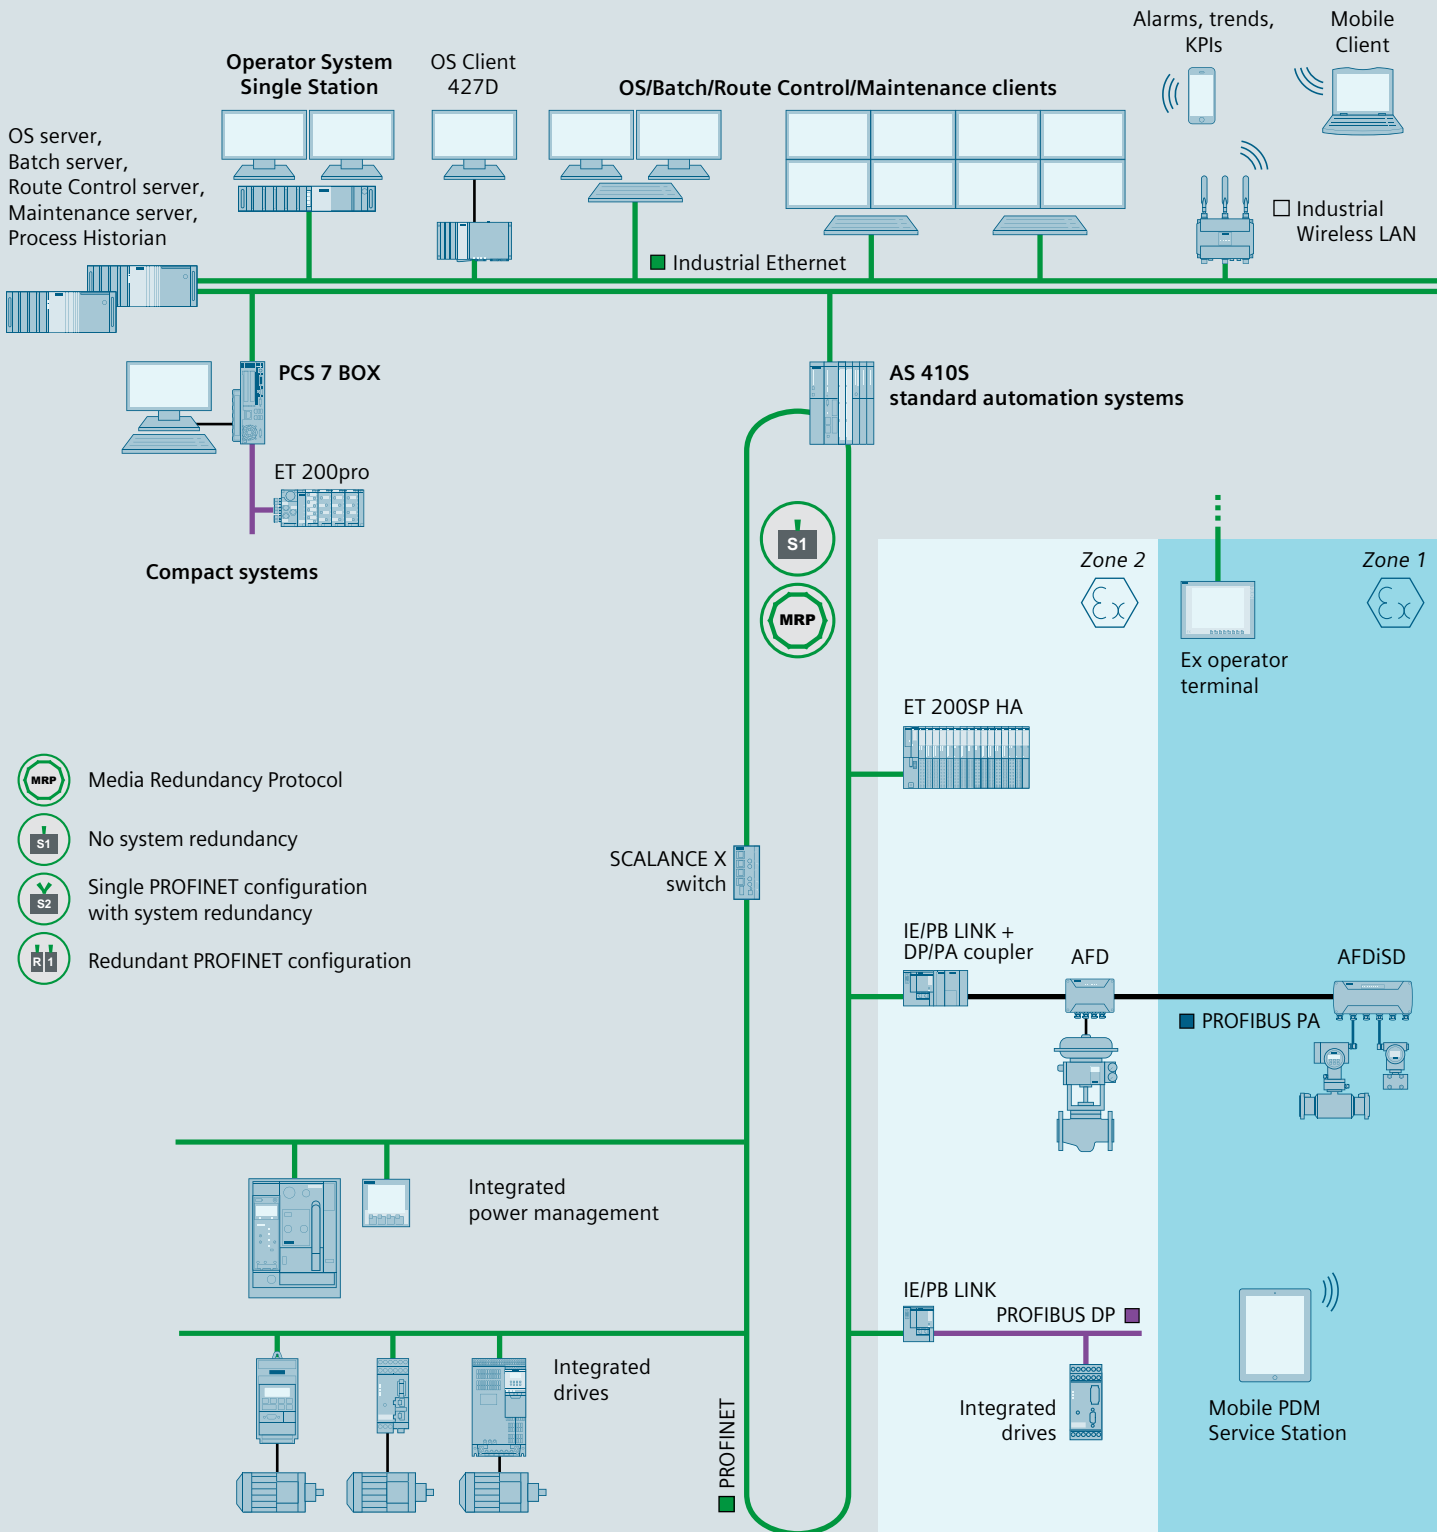 Alarms, trends,
KPIs
Mobile
Client
Operator System
Single Station
OS Client
427D
OS/Batch/Route Control/Maintenance clients
OS server,
Batch server,
Route Control server,
Maintenance server,
Process Historian
Industrial
Wireless LAN
Industrial Ethernet
PCS 7 BOX
AS 410S
standard automation systems
ET 200pro
Compact systems
S1
MRP
Zone 2
Ex
Zone 1
Ex
Ex operator
terminal
ET 200SP HA
MRP
Media Redundancy Protocol
S1
No system redundancy
S2
Single PROFINET configuration
with system redundancy
R 1
Redundant PROFINET configuration
SCALANCE X
switch
IE/PB LINK +
DP/PA coupler
AFD
AFDiSD
PROFIBUS PA
Integrated
power management
IE/PB LINK
PROFIBUS DP
Integrated
drives
PROFINET
Integrated
drives
Mobile PDM
Service Station